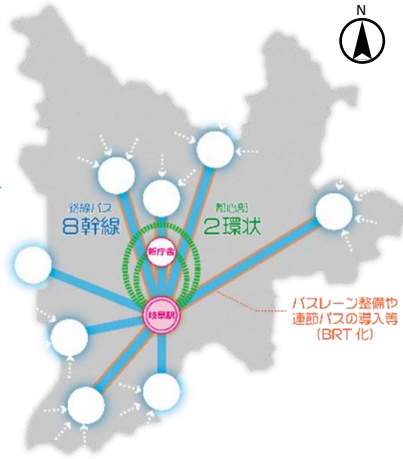 N
路線バス
8幹線
都心部
2環状
新庁舎
岐阜駅
バスレーン整備や
連節バスの導入等
(BRT化)